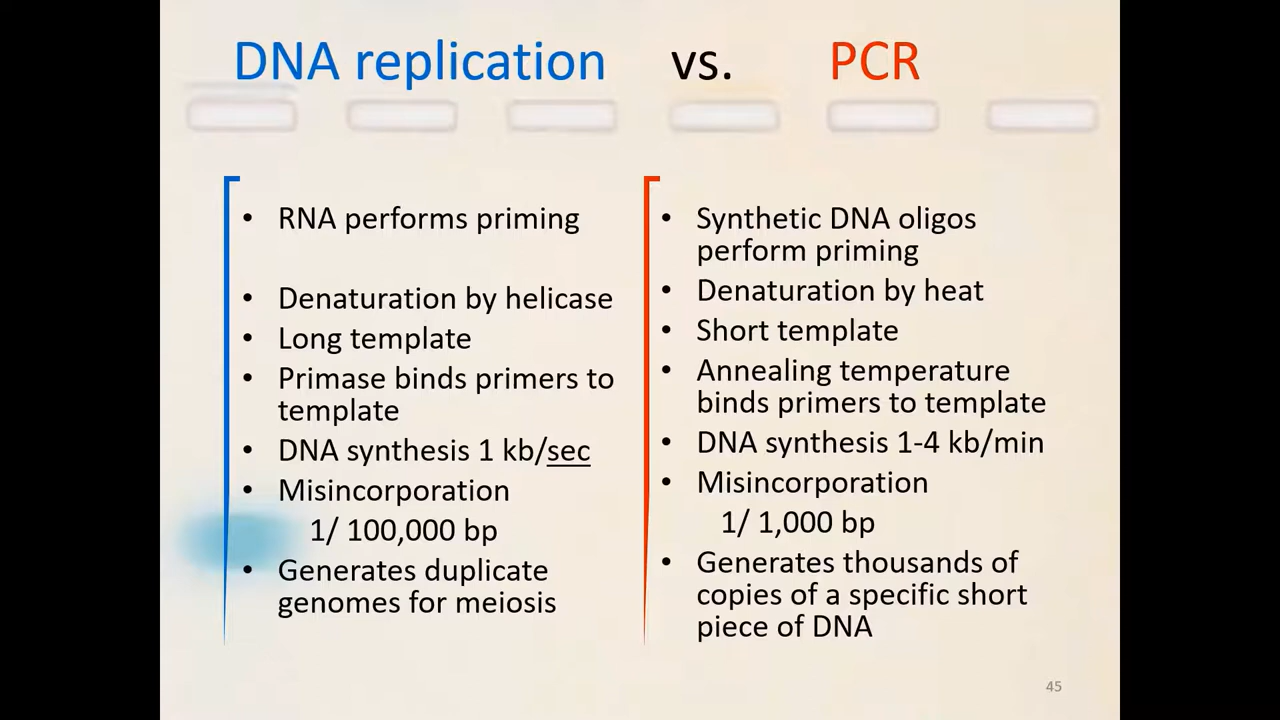 DNA replication vs. PCR
• RNA performs priming
• Denaturation by helicase
• Long template
• Primase binds primers to
template
• DNA synthesis 1 kb/sec
• Misincorporation
1/ 100,000 bp
• Generates duplicate
genomes for meiosis
• Synthetic DNA oligos
perform priming
• Denaturation by heat
• Short template
• Annealing temperature
binds primers to template
• DNA synthesis 1-4 kb/min
• Misincorporation
1/ 1,000 bp
• Generates thousands of
copies of a specific short
piece of DNA
45